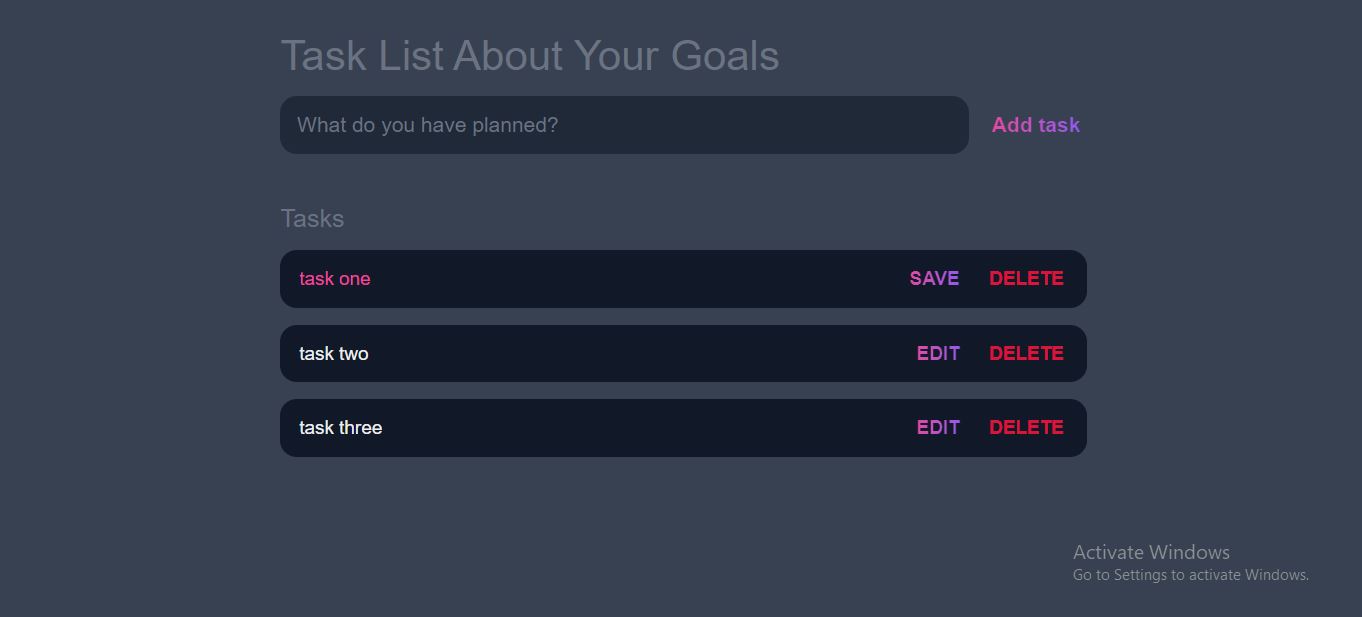 Task List About Your Goals
What do you have planned?
Add task
Tasks
task one
SAVE
DELETE
task two
EDIT
DELETE
task three
EDIT
DELETE
Activate Windows
Go to Settings to activate Windows.